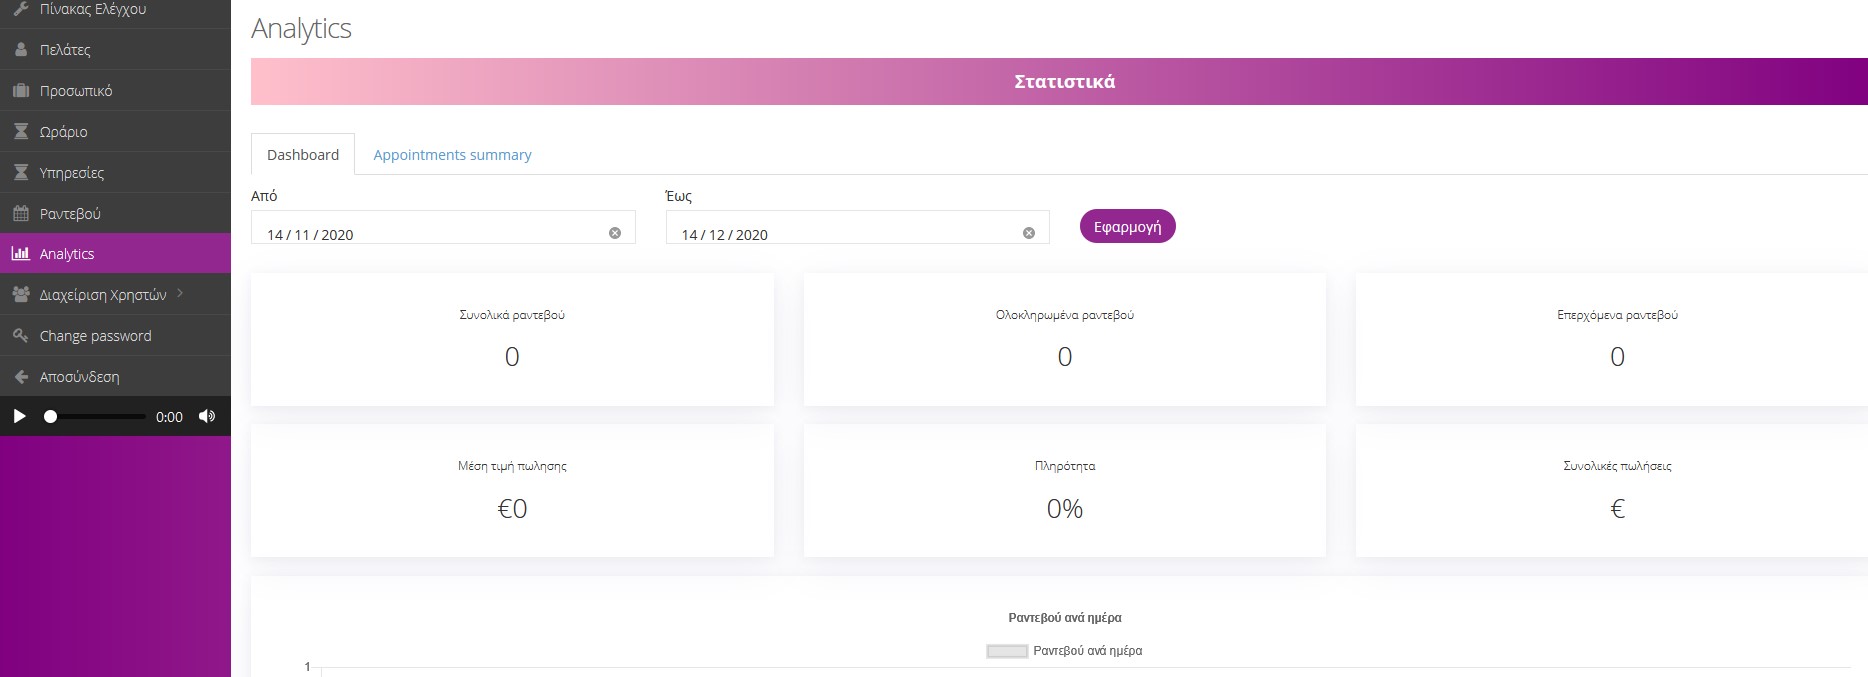 Πίνακας Ελέγχου
Πελάτες
Προσωπικό
Ωράριο
Υπηρεσίες
Ραντεβού
Analytics
Διαχείριση Χρηστών
Change password
Αποσύνδεση
0:00
Analytics
Στατιστικά
Dashboard
Appointments summary
Από
Έως
14 / 11 / 2020
14 / 12 / 2020
Εφαρμογή
Συνολικά ραντεβού
0
Ολοκληρωμένα ραντεβού
0
Επερχόμενα ραντεβού
0
Μέση τιμή πωλησης
€0
Πληρότητα
0%
Συνολικές πωλήσεις
€
Ραντεβού ανά ημέρα
Ραντεβού ανά ημέρα
1